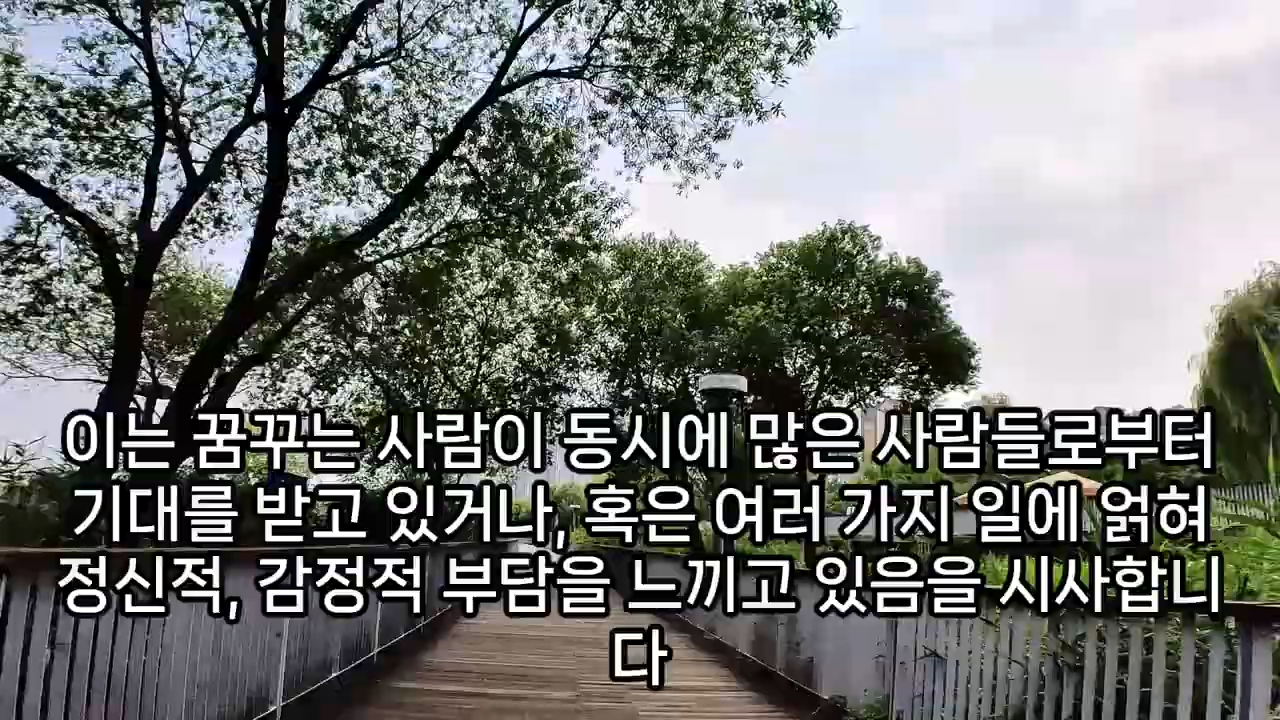 이는 꿈꾸는 사람이 동시에 많은 사람들로부터
기대를 받고 있거나, 혹은 여러 가지 일에 얽혀
정신적, 감정적 부담을 느끼고 있음을 시사합니
다